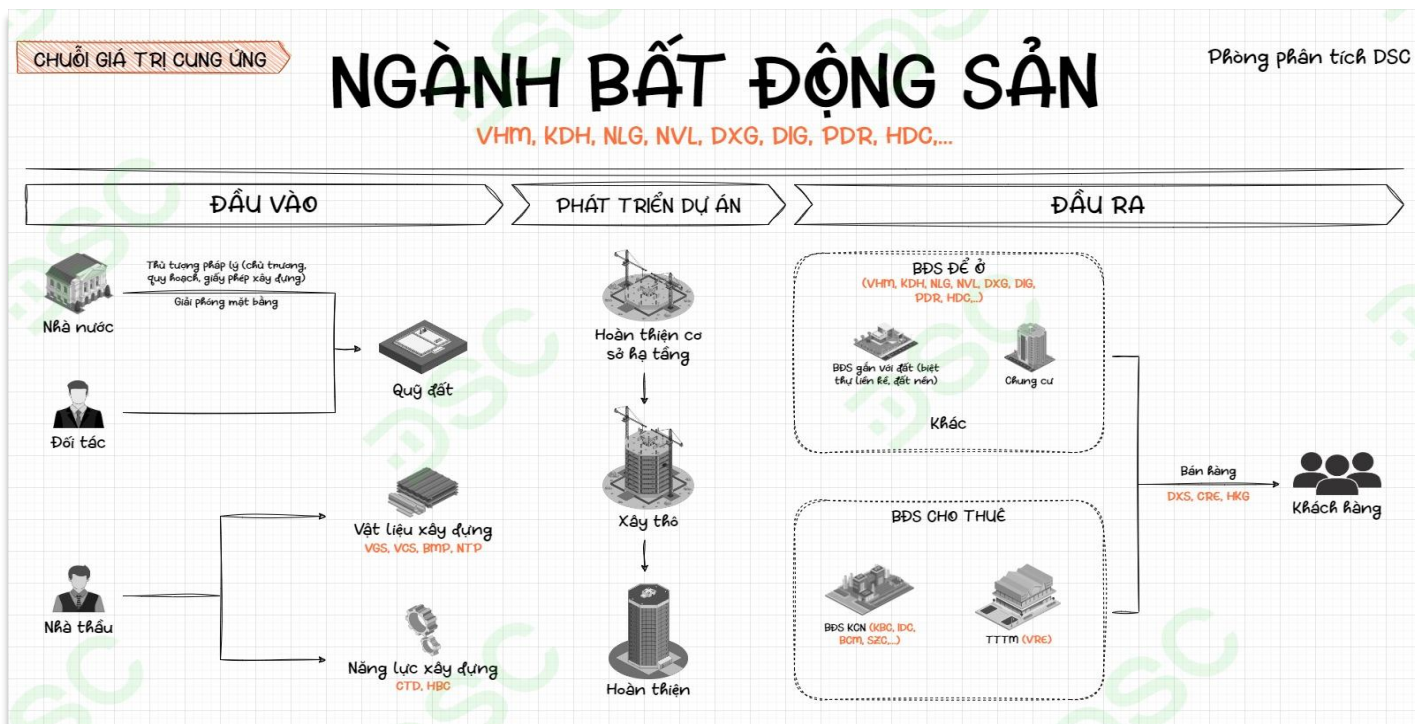 CHUỖI GIÁ TRỊ CUNG ỨNG
NGÀNH BẤT ĐỘNG SẢN
Phòng phân tích DSC
VHM, KDH, NLG, NVL, DXG, DIG, PDR, HDC,...
ĐẦU VÀO
PHÁT TRIỂN DỰ ÁN
ĐẦU RA
Thủ tượng pháp lý (chủ trương,
quy hoạch, giấy phép xây dựng)
Giải phóng mặt bằng
Nhà nước
Quỹ đất
Đối tác
Vật liệu xây dựng
VGS, VCS, BMP, NTP
Nhà thầu
Năng lực xây dựng
CTD, HBC
Hoàn thiện cơ
sở hạ tầng
Xây thô
Hoàn thiện
BĐS ĐỂ Ở
(VHM, KDH, NLG, NVL, DXG, DIG,
PDR, HDC,..)
BĐS gắn với đất (biệt
thự liền kề, đất nền)
Chung cư
Khác
BĐS CHO THUÊ
BĐS KCN (KBC, IDC,
BCM, SZC,...)
TTTM (VRE)
Bán hàng
DXS, CRE, HKG
Khách hàng
DSC
DSC
DSC
DSC
DSC